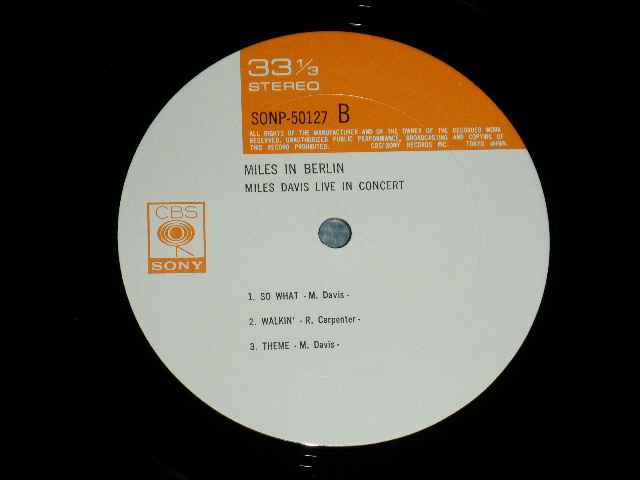 33 1/3
STEREO
SONP-50127 B
ALL RIGHTS OF THE MANUFACTURER AND OF THE OWNER OF THE RECORDED WORK
RESERVED. UNAUTHORIZED PUBLIC PERFORMANCE, BROADCASTING AND COPYING OF
THIS RECORD PROHIBITED. CBS/SONY RECORDS INC. TOKYO JAPAN.
MILES IN BERLIN
MILES DAVIS LIVE IN CONCERT
CBS
SONY
1. SO WHAT - M. Davis -
2. WALKIN' - R. Carpenter -
3. THEME - M. Davis -